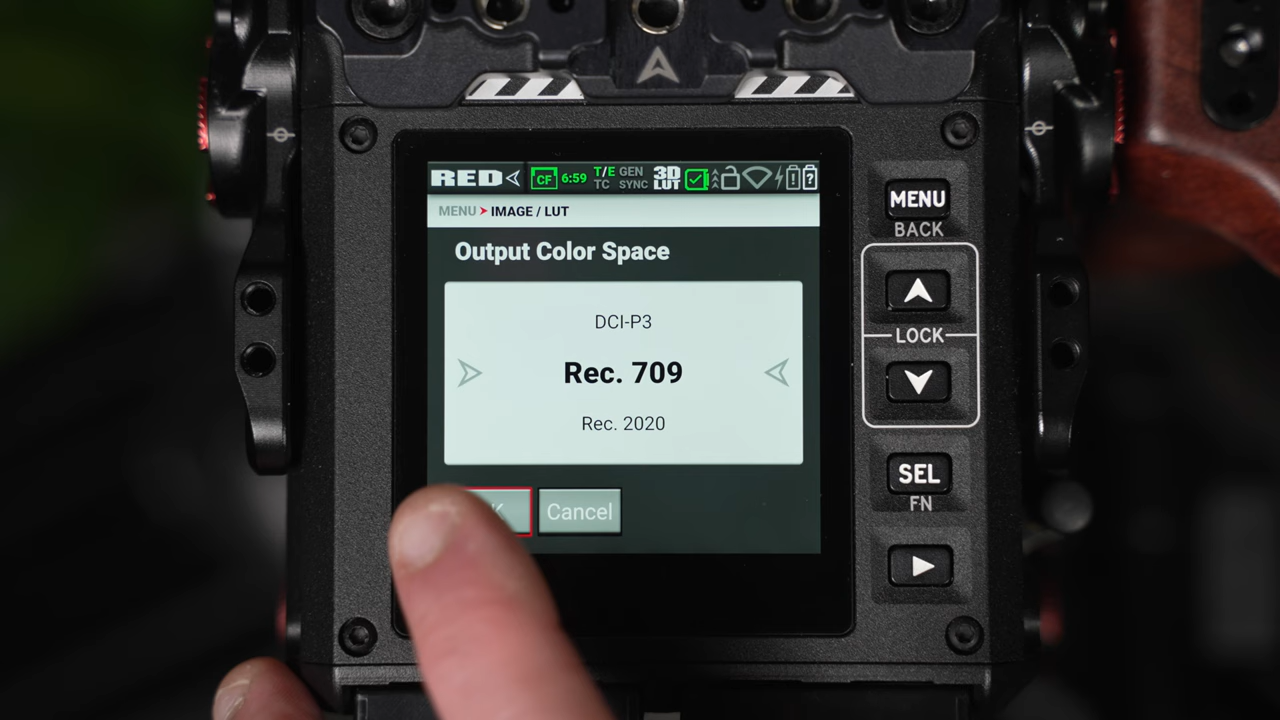 RED CF 6:59 T/E TC GEN SYNC 3D LUT
MENU IMAGE / LUT
Output Color Space
DCI-P3
Rec. 709
Rec. 2020
Cancel
MENU
BACK
LOCK
SEL
FN